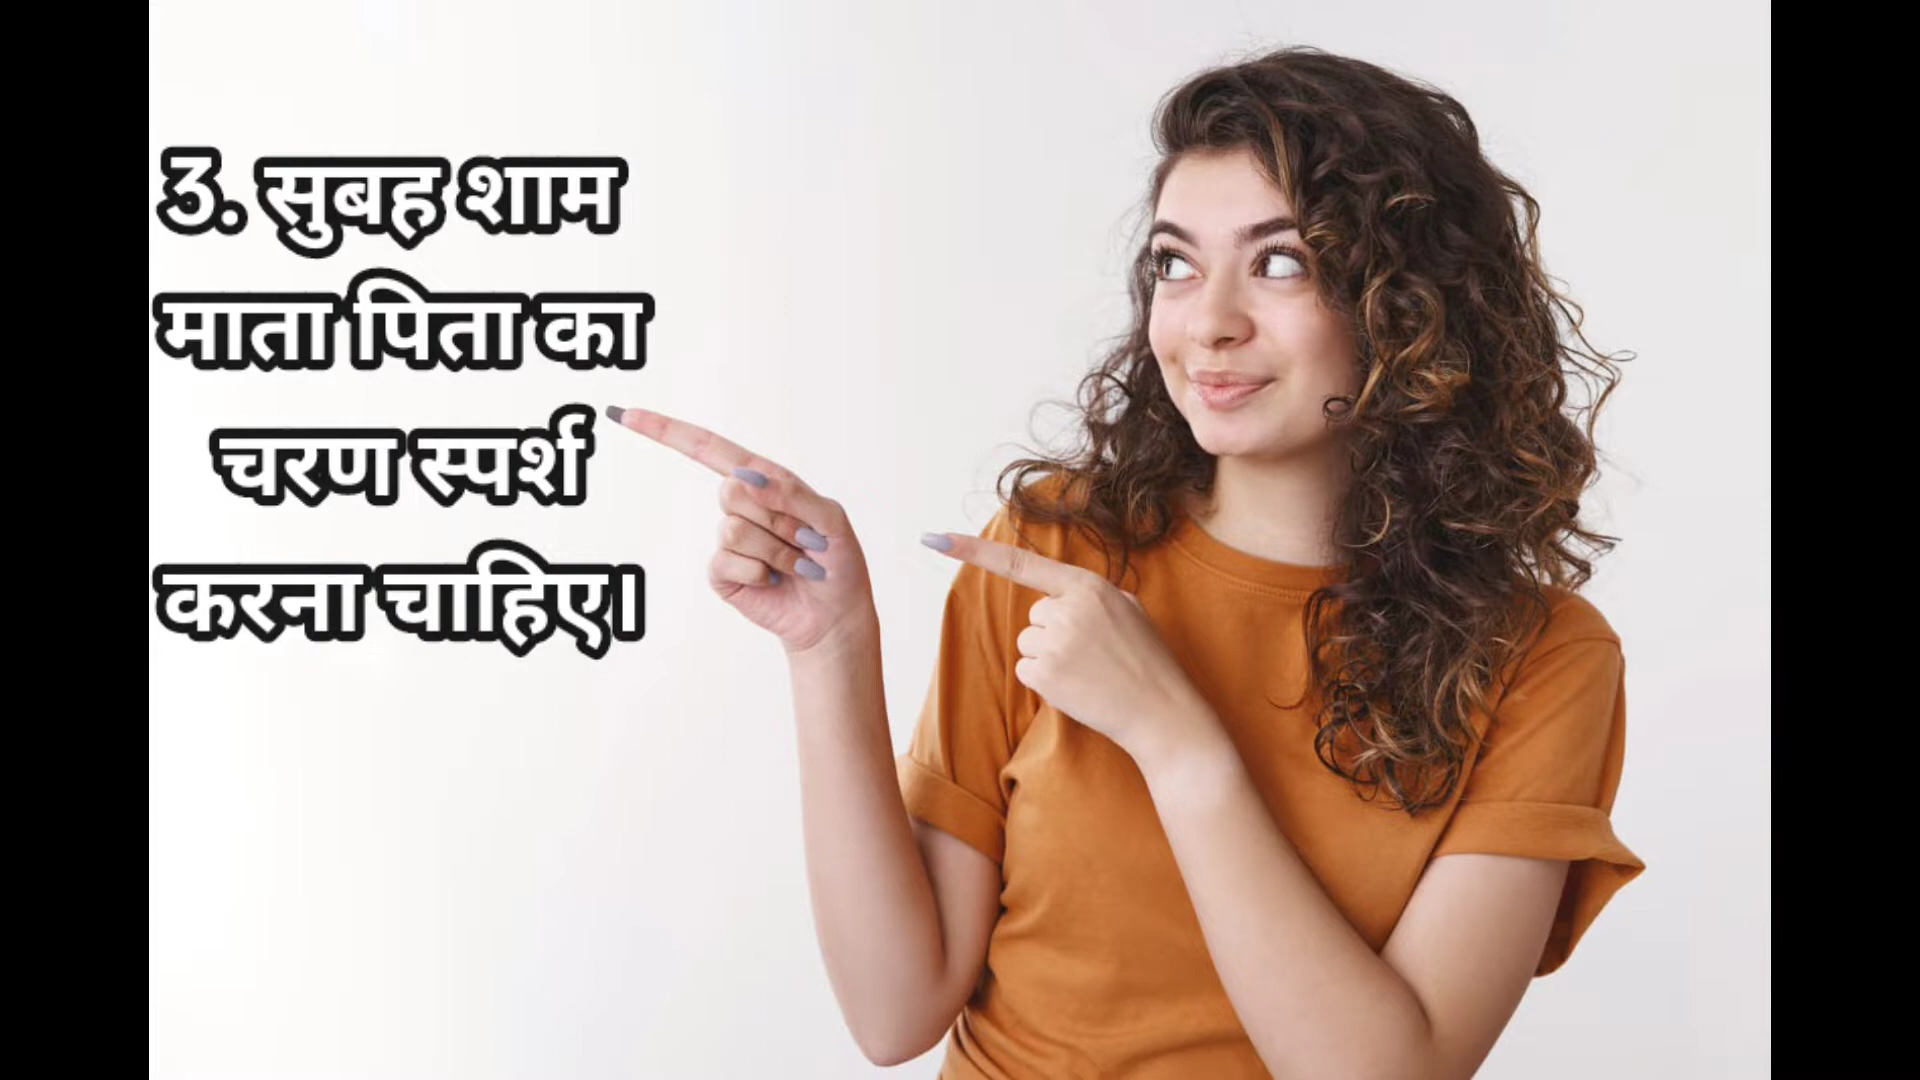 3. सुबह शाम
माता पिता का
चरण स्पर्श
करना चाहिए।